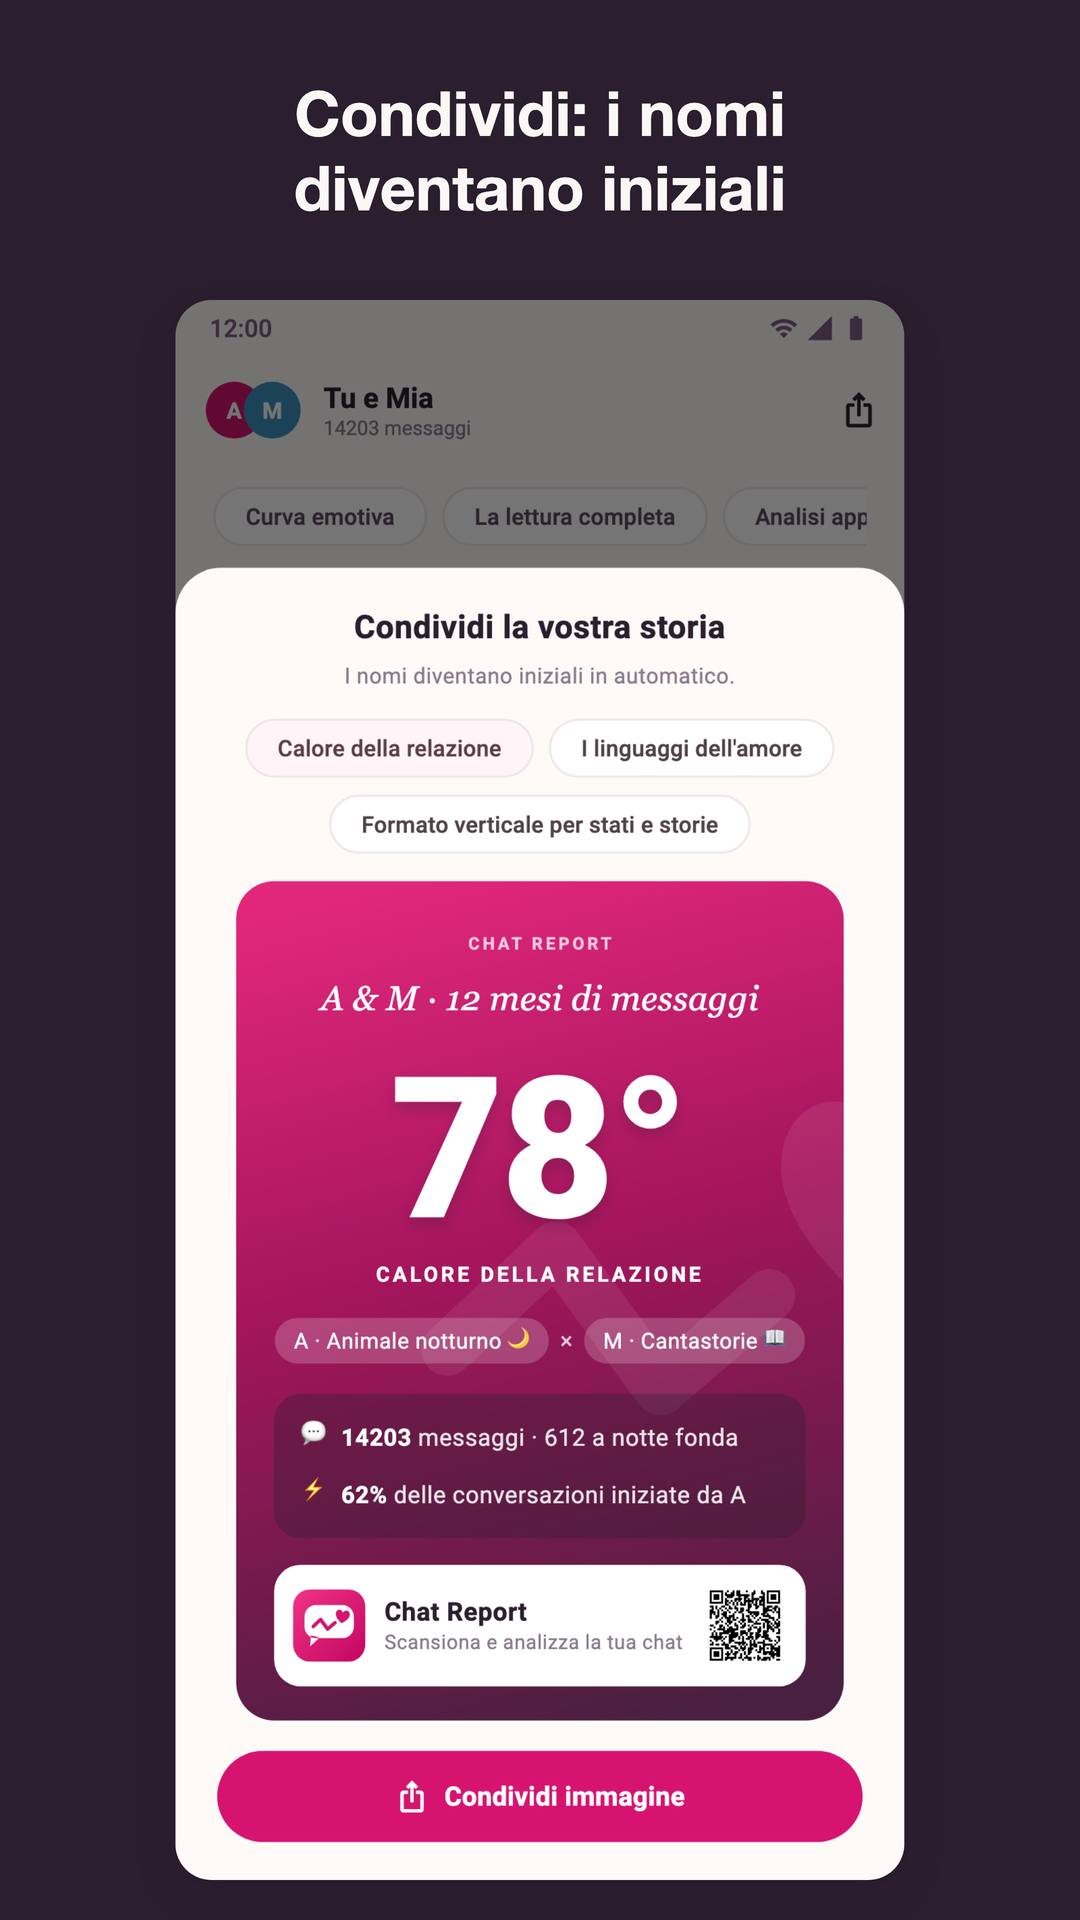 Condividi: i nomi
diventano iniziali
12:00
A M
Tu e Mia
14203 messaggi
Curva emotiva
La lettura completa
Analisi app
Condividi la vostra storia
I nomi diventano iniziali in automatico.
Calore della relazione
I linguaggi dell'amore
Formato verticale per stati e storie
CHAT REPORT
A & M · 12 mesi di messaggi
78°
CALORE DELLA RELAZIONE
A · Animale notturno 🌙 × M · Cantastorie 📖
💬 14203 messaggi · 612 a notte fonda
⚡ 62% delle conversazioni iniziate da A
Chat Report
Scansiona e analizza la tua chat
Condividi immagine